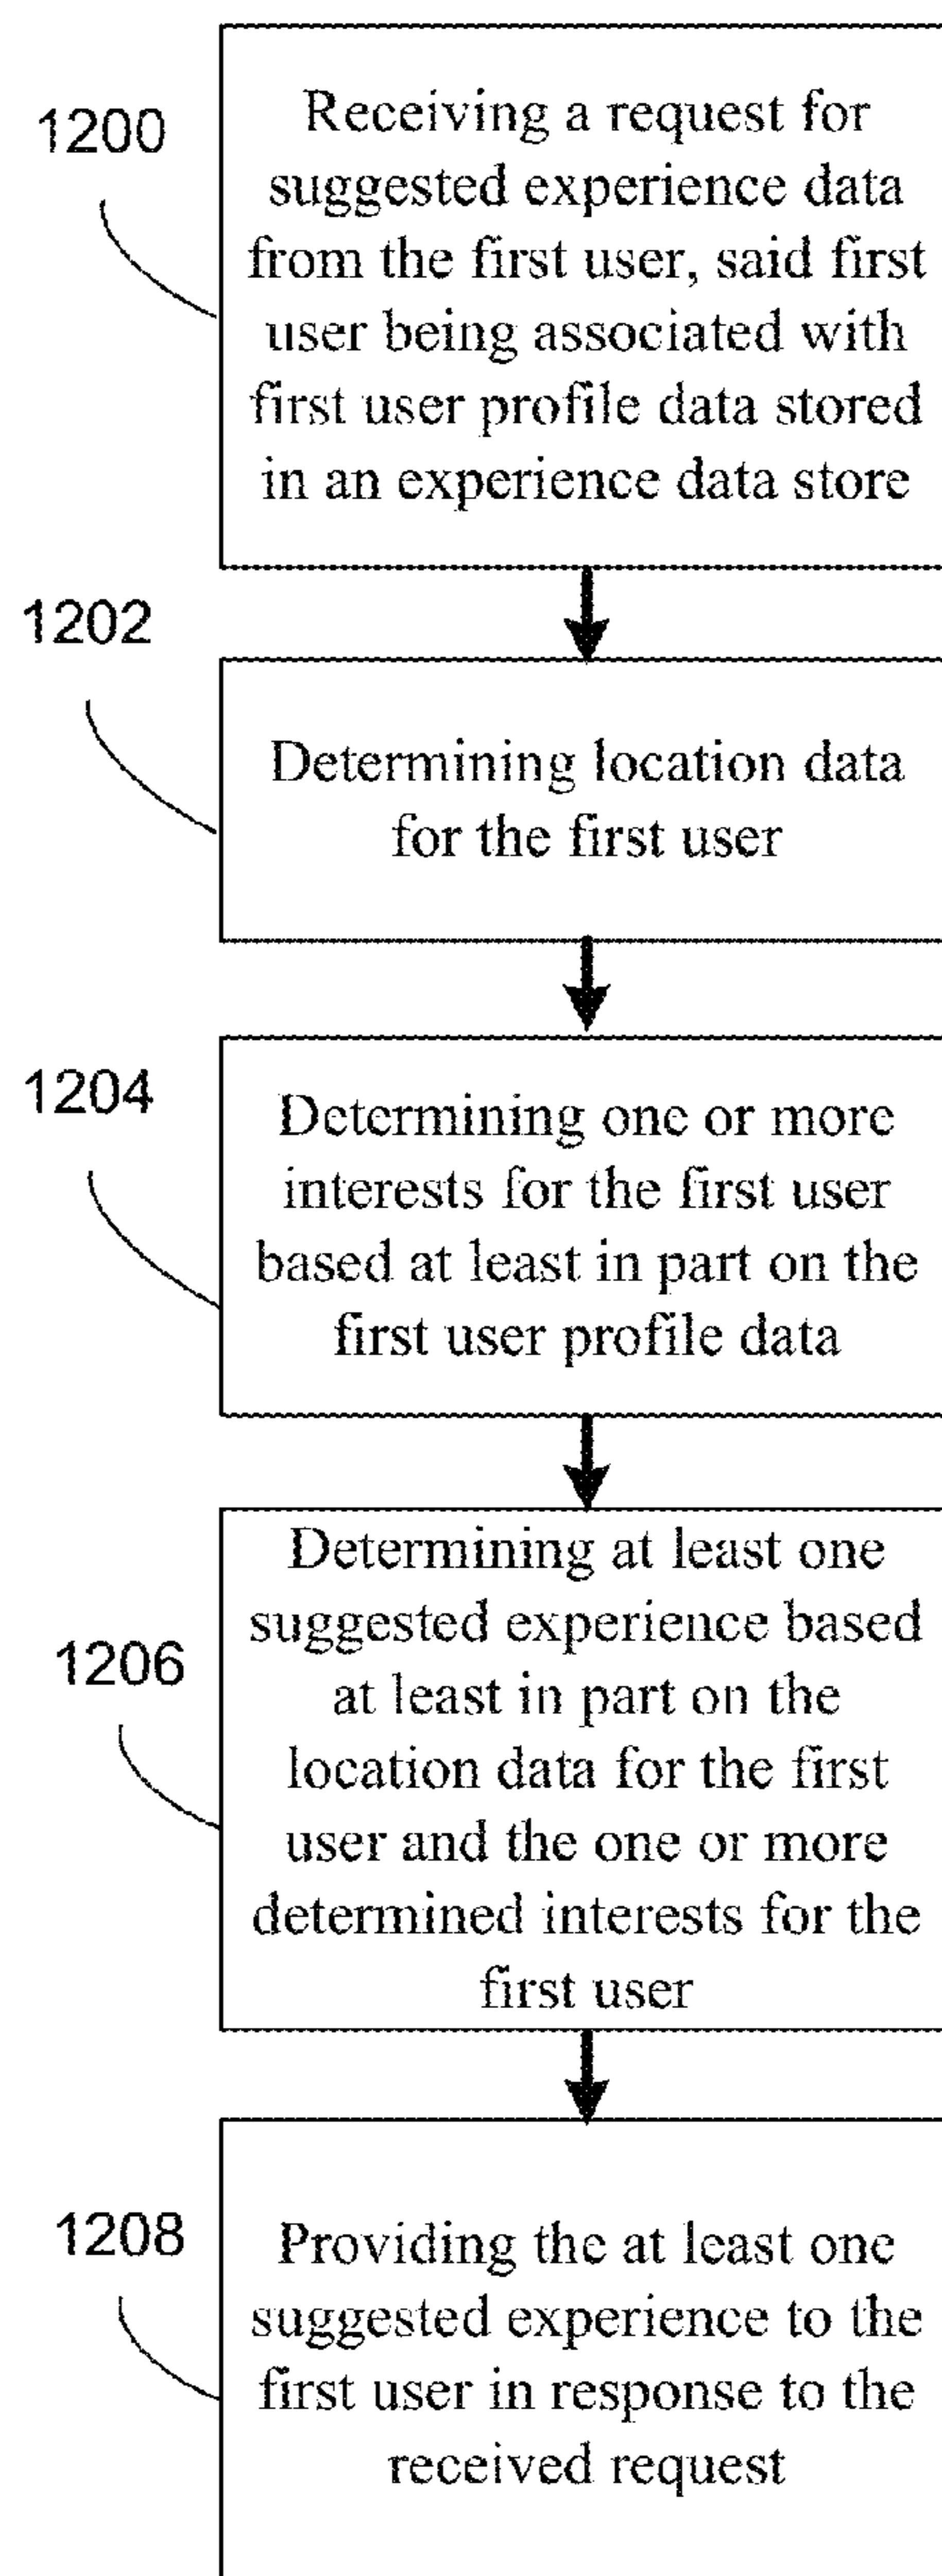 1200
Receiving a request for
suggested experience data
from the first user, said first
user being associated with
first user profile data stored
in an experience data store
1202
Determining location data
for the first user
1204
Determining one or more
interests for the first user
based at least in part on the
first user profile data
1206
Determining at least one
suggested experience based
at least in part on the
location data for the first
user and the one or more
determined interests for the
first user
1208
Providing the at least one
suggested experience to the
first user in response to the
received request